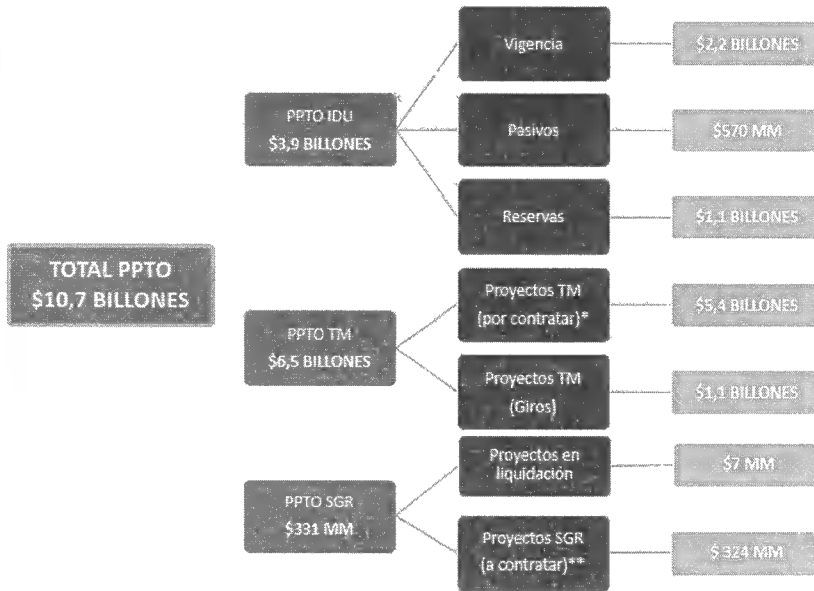 TOTAL PPTO
$10,7 BILLONES
PPTO IDU
$3,9 BILLONES
Vigencia
$2,2 BILLONES
Pasivos
$570 MM
Reservas
$1,1 BILLONES
PPTO TM
$6,5 BILLONES
Proyectos TM
(por contratar)*
$5,4 BILLONES
Proyectos TM
(Giros)
$1,1 BILLONES
PPTO SGR
$331 MM
Proyectos en
liquidación
$7 MM
Proyectos SGR
(a contratar)**
$ 324 MM